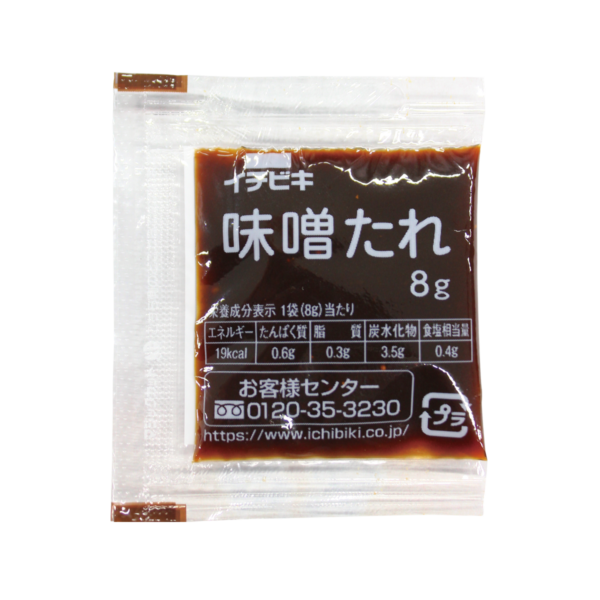 イチビキ
味噌たれ
8g
栄養成分表示 1袋(8g)当たり
エネルギー たんぱく質 脂質 炭水化物 食塩相当量
19kcal 0.6g 0.3g 3.5g 0.4g
お客様センター
0120-35-3230
https://www.ichibiki.co.jp/
プラ